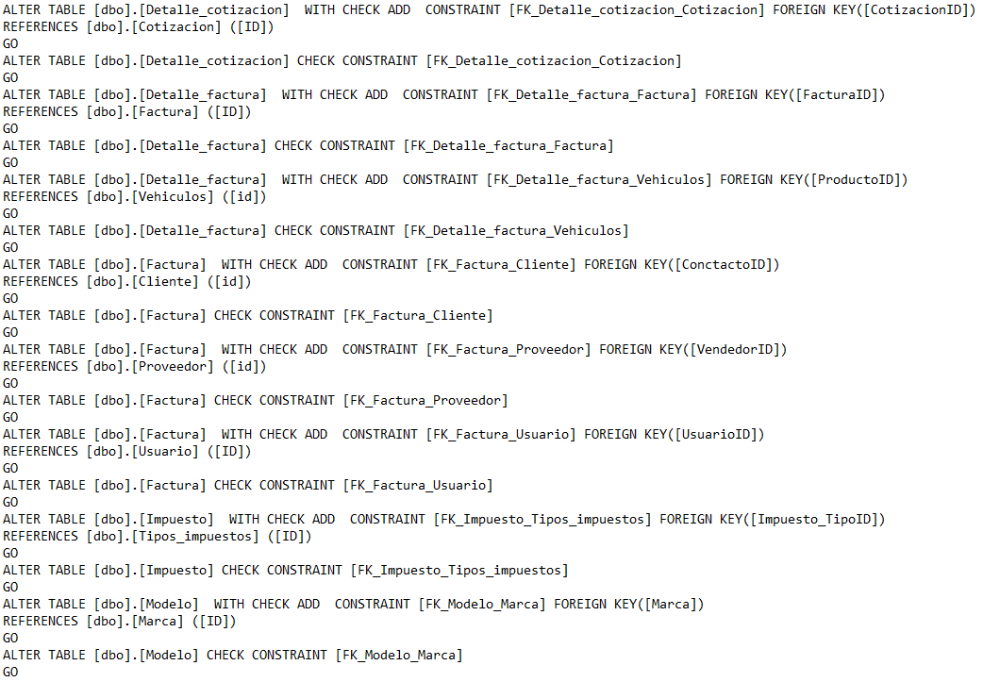 ALTER TABLE [dbo].[Detalle_cotizacion]  WITH CHECK ADD  CONSTRAINT [FK_Detalle_cotizacion_Cotizacion] FOREIGN KEY([CotizacionID])
REFERENCES [dbo].[Cotizacion] ([ID])
GO
ALTER TABLE [dbo].[Detalle_cotizacion] CHECK CONSTRAINT [FK_Detalle_cotizacion_Cotizacion]
GO
ALTER TABLE [dbo].[Detalle_factura]  WITH CHECK ADD  CONSTRAINT [FK_Detalle_factura_Factura] FOREIGN KEY([FacturaID])
REFERENCES [dbo].[Factura] ([ID])
GO
ALTER TABLE [dbo].[Detalle_factura] CHECK CONSTRAINT [FK_Detalle_factura_Factura]
GO
ALTER TABLE [dbo].[Detalle_factura]  WITH CHECK ADD  CONSTRAINT [FK_Detalle_factura_Vehiculos] FOREIGN KEY([ProductoID])
REFERENCES [dbo].[Vehiculos] ([id])
GO
ALTER TABLE [dbo].[Detalle_factura] CHECK CONSTRAINT [FK_Detalle_factura_Vehiculos]
GO
ALTER TABLE [dbo].[Factura]  WITH CHECK ADD  CONSTRAINT [FK_Factura_Cliente] FOREIGN KEY([ConctactoID])
REFERENCES [dbo].[Cliente] ([id])
GO
ALTER TABLE [dbo].[Factura] CHECK CONSTRAINT [FK_Factura_Cliente]
GO
ALTER TABLE [dbo].[Factura]  WITH CHECK ADD  CONSTRAINT [FK_Factura_Proveedor] FOREIGN KEY([VendedorID])
REFERENCES [dbo].[Proveedor] ([id])
GO
ALTER TABLE [dbo].[Factura] CHECK CONSTRAINT [FK_Factura_Proveedor]
GO
ALTER TABLE [dbo].[Factura]  WITH CHECK ADD  CONSTRAINT [FK_Factura_Usuario] FOREIGN KEY([UsuarioID])
REFERENCES [dbo].[Usuario] ([ID])
GO
ALTER TABLE [dbo].[Factura] CHECK CONSTRAINT [FK_Factura_Usuario]
GO
ALTER TABLE [dbo].[Impuesto]  WITH CHECK ADD  CONSTRAINT [FK_Impuesto_Tipos_impuestos] FOREIGN KEY([Impuesto_TipoID])
REFERENCES [dbo].[Tipos_impuestos] ([ID])
GO
ALTER TABLE [dbo].[Impuesto] CHECK CONSTRAINT [FK_Impuesto_Tipos_impuestos]
GO
ALTER TABLE [dbo].[Modelo]  WITH CHECK ADD  CONSTRAINT [FK_Modelo_Marca] FOREIGN KEY([Marca])
REFERENCES [dbo].[Marca] ([ID])
GO
ALTER TABLE [dbo].[Modelo] CHECK CONSTRAINT [FK_Modelo_Marca]
GO